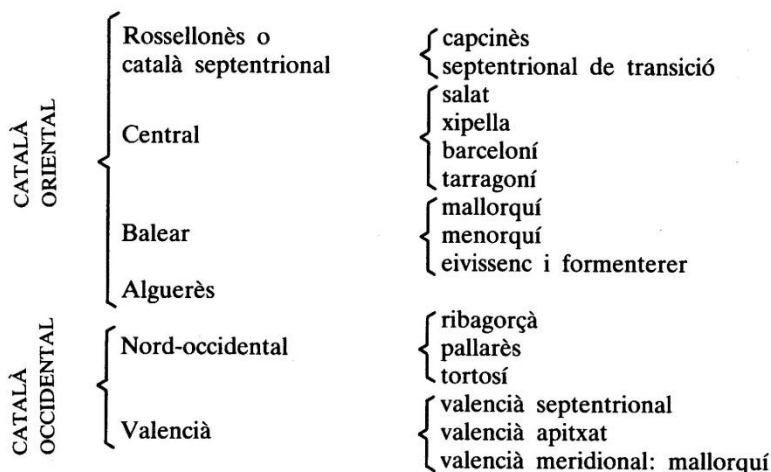 CATALÀ
ORIENTAL
Rossellonès o
català septentrional
capcinès
septentrional de transició
Central
salat
xipella
barceloní
tarragoní
Balear
mallorquí
menorquí
eivissenc i formenterer
Alguerès
CATALÀ
OCCIDENTAL
Nord-occidental
ribagorçà
pallarès
tortosí
Valencià
valencià septentrional
valencià apitxat
valencià meridional: mallorquí